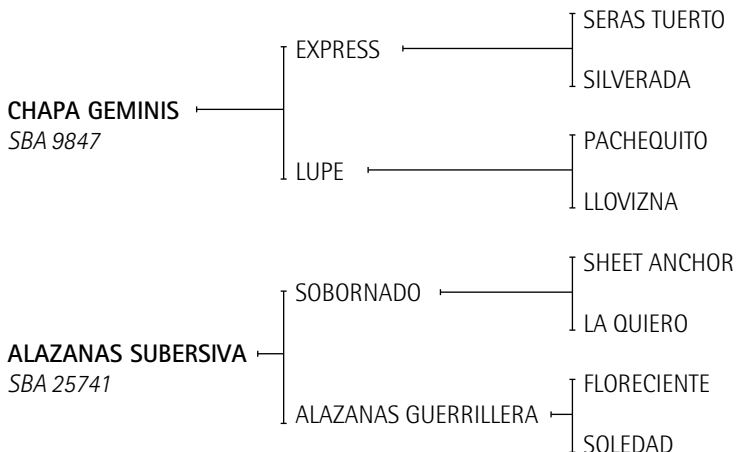 SERAS TUERTO
EXPRESS
SILVERADA
CHAPA GEMINIS
SBA 9847
PACHEQUITO
LUPE
LLOVIZNA
SHEET ANCHOR
SOBORNADO
LA QUIERO
ALAZANAS SUBERSIVA
SBA 25741
FLORECIENTE
ALAZANAS GUERRILLERA
SOLEDAD